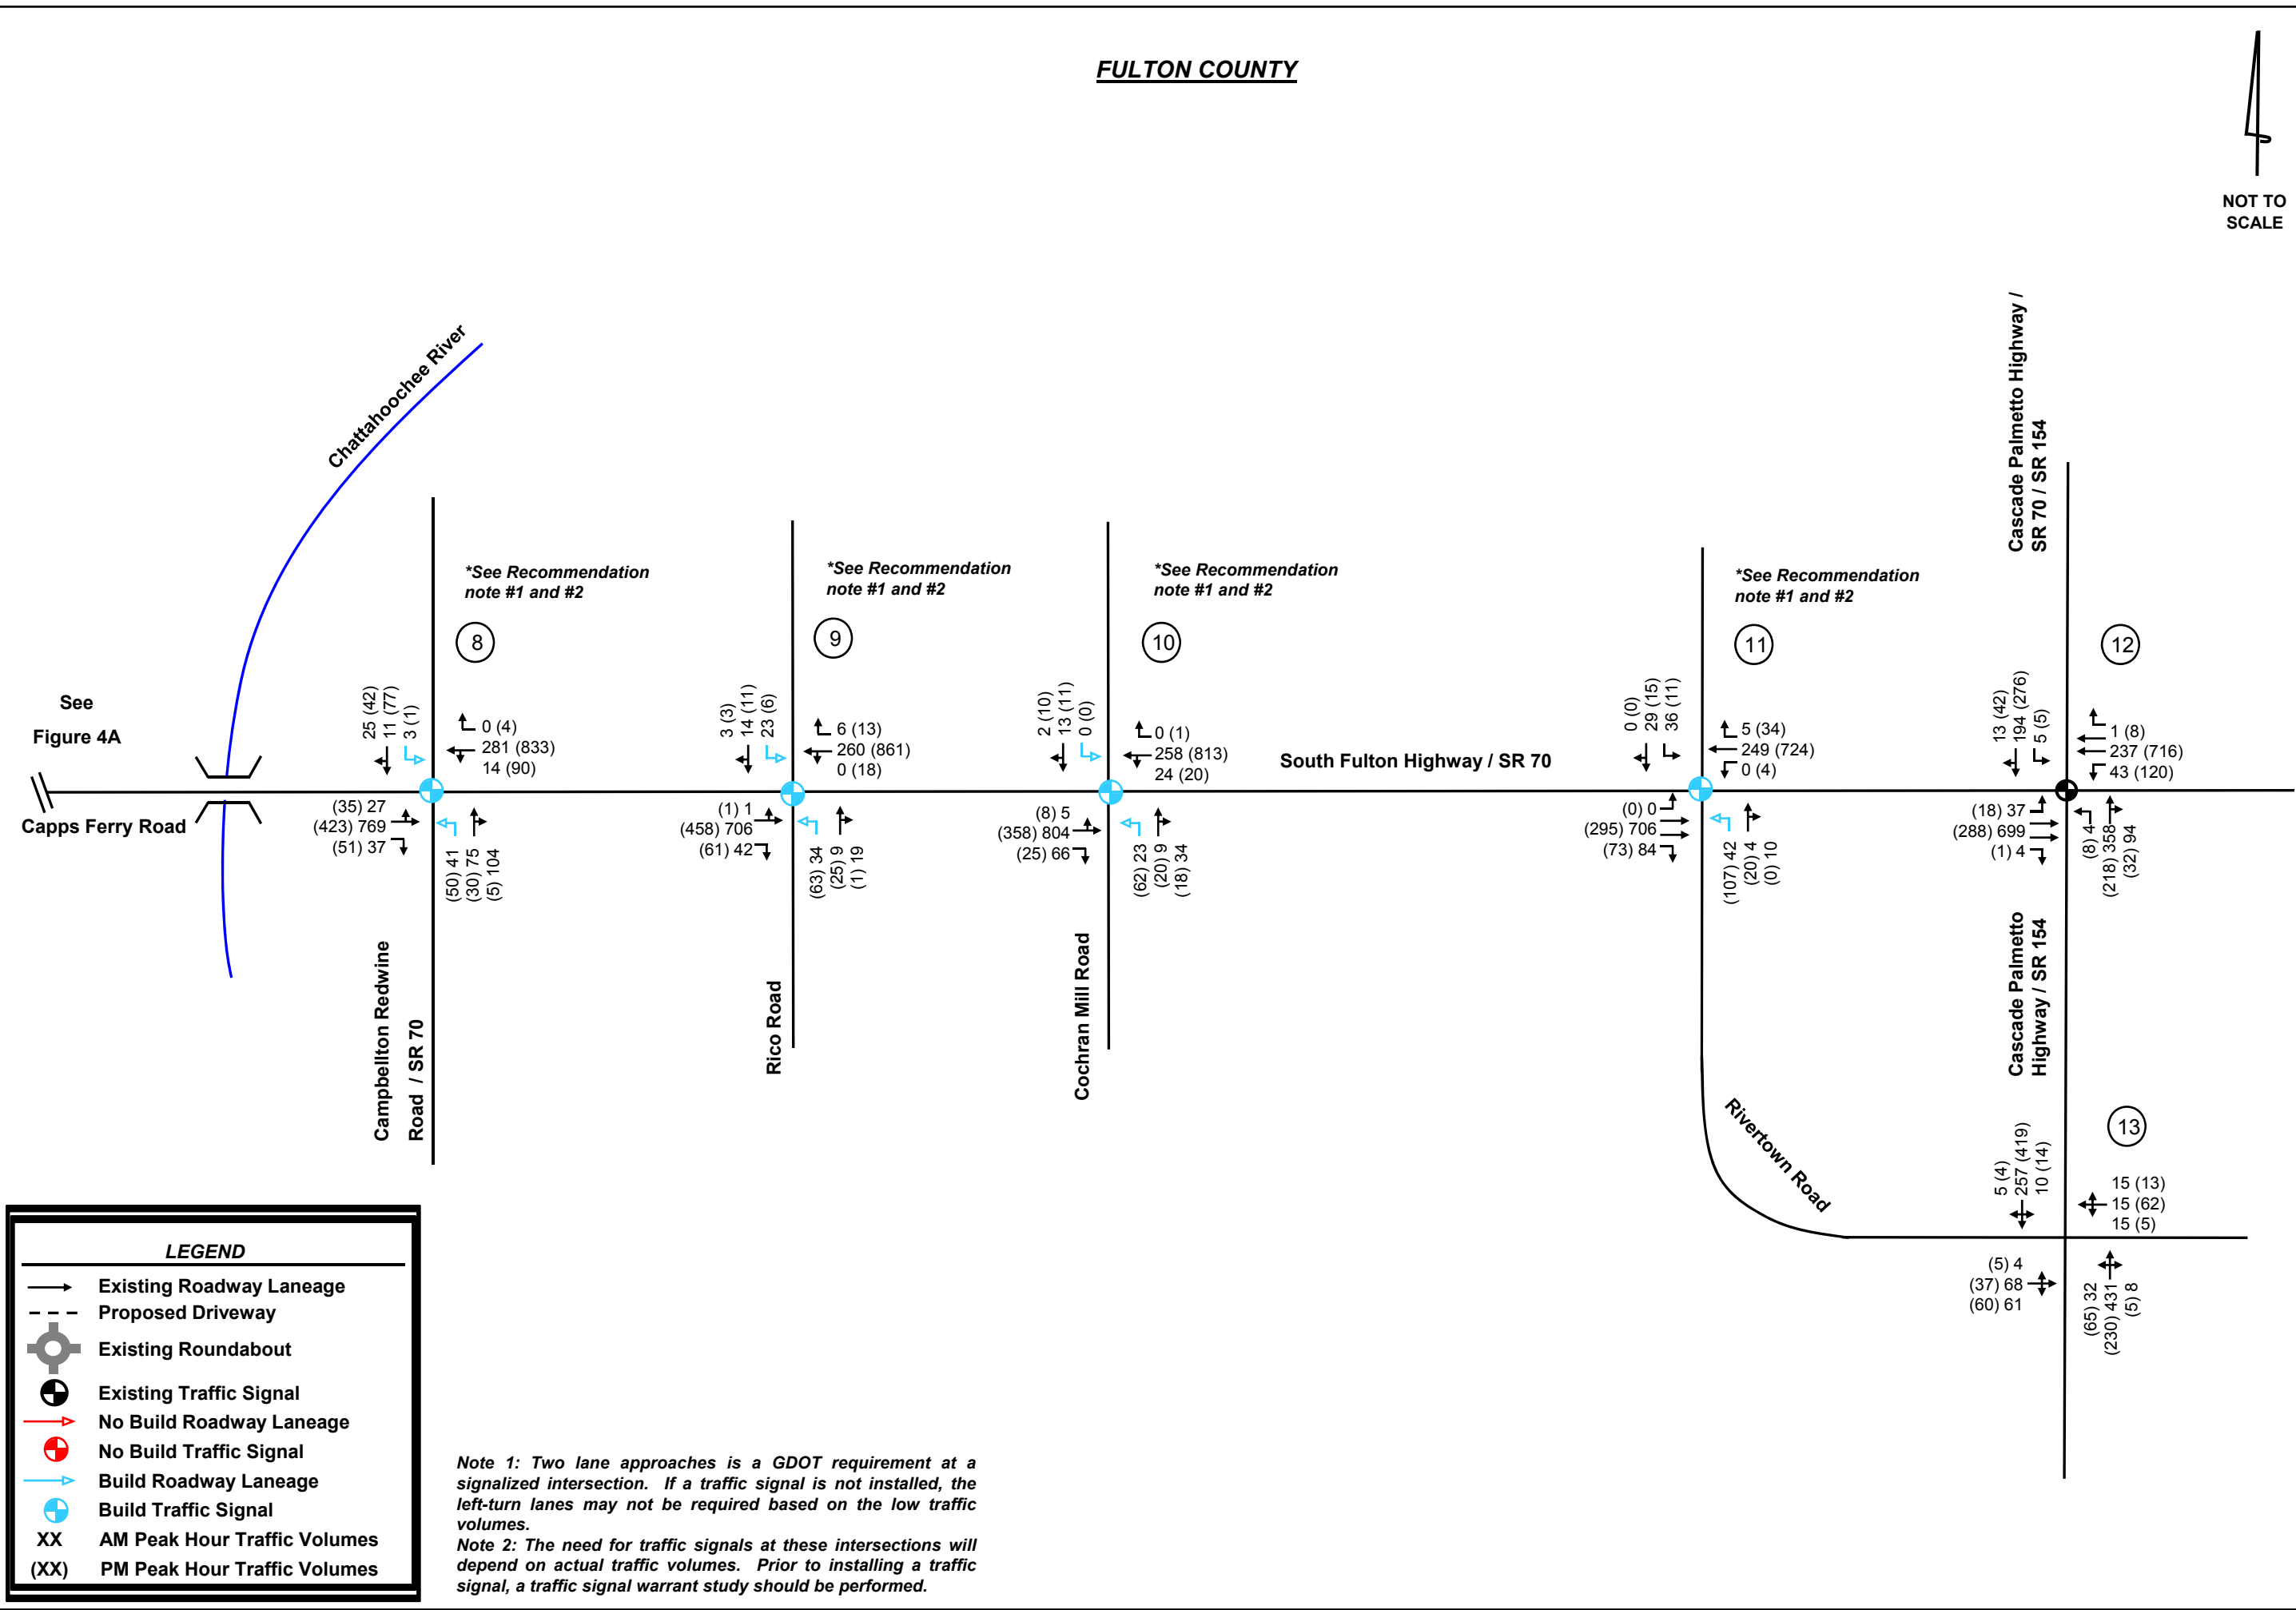 FULTON COUNTY
NOT TO
SCALE
Chattahoochee River
See
Figure 4A
Capps Ferry Road
*See Recommendation
note #1 and #2
8
25 (42)
11 (77)
3 (1)
0 (4)
281 (833)
14 (90)
(35) 27
(423) 769
(51) 37
(50) 41
(30) 75
(5) 104
Campbellton Redwine
Road / SR 70
*See Recommendation
note #1 and #2
9
3 (3)
14 (11)
23 (6)
6 (13)
260 (861)
0 (18)
(1) 1
(458) 706
(61) 42
(63) 34
(25) 9
(1) 19
Rico Road
*See Recommendation
note #1 and #2
10
2 (10)
13 (11)
0 (0)
0 (1)
258 (813)
24 (20)
(8) 5
(358) 804
(25) 66
(62) 23
(20) 9
(18) 34
Cochran Mill Road
South Fulton Highway / SR 70
*See Recommendation
note #1 and #2
11
0 (0)
29 (15)
36 (11)
5 (34)
249 (724)
0 (4)
(0) 0
(295) 706
(73) 84
(107) 42
(20) 4
(0) 10
Rivertown Road
Cascade Palmetto Highway /
SR 70 / SR 154
12
13 (42)
194 (276)
5 (5)
1 (8)
237 (716)
43 (120)
(18) 37
(288) 699
(1) 4
(8) 4
(218) 358
(32) 94
Cascade Palmetto
Highway / SR 154
13
5 (4)
257 (419)
10 (14)
15 (13)
15 (62)
15 (5)
(5) 4
(37) 68
(60) 61
(65) 32
(230) 431
(5) 8
LEGEND
Existing Roadway Laneage
Proposed Driveway
Existing Roundabout
Existing Traffic Signal
No Build Roadway Laneage
No Build Traffic Signal
Build Roadway Laneage
Build Traffic Signal
XX AM Peak Hour Traffic Volumes
(XX) PM Peak Hour Traffic Volumes
Note 1: Two lane approaches is a GDOT requirement at a
signalized intersection. If a traffic signal is not installed, the
left-turn lanes may not be required based on the low traffic
volumes.
Note 2: The need for traffic signals at these intersections will
depend on actual traffic volumes. Prior to installing a traffic
signal, a traffic signal warrant study should be performed.